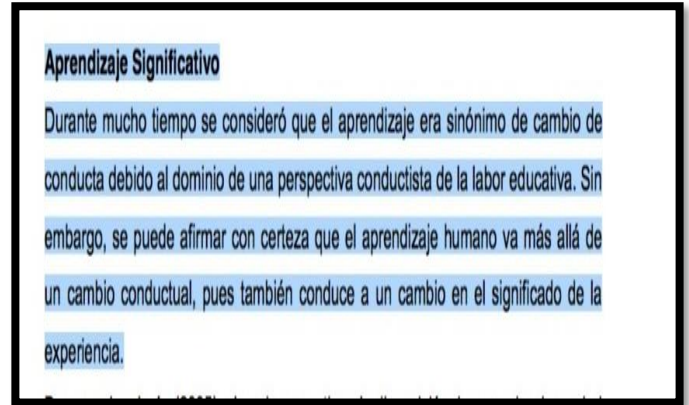 Aprendizaje Significativo
Durante mucho tiempo se consideró que el aprendizaje era sinónimo de cambio de
conducta debido al dominio de una perspectiva conductista de la labor educativa. Sin
embargo, se puede afirmar con certeza que el aprendizaje humano va más allá de
un cambio conductual, pues también conduce a un cambio en el significado de la
experiencia.